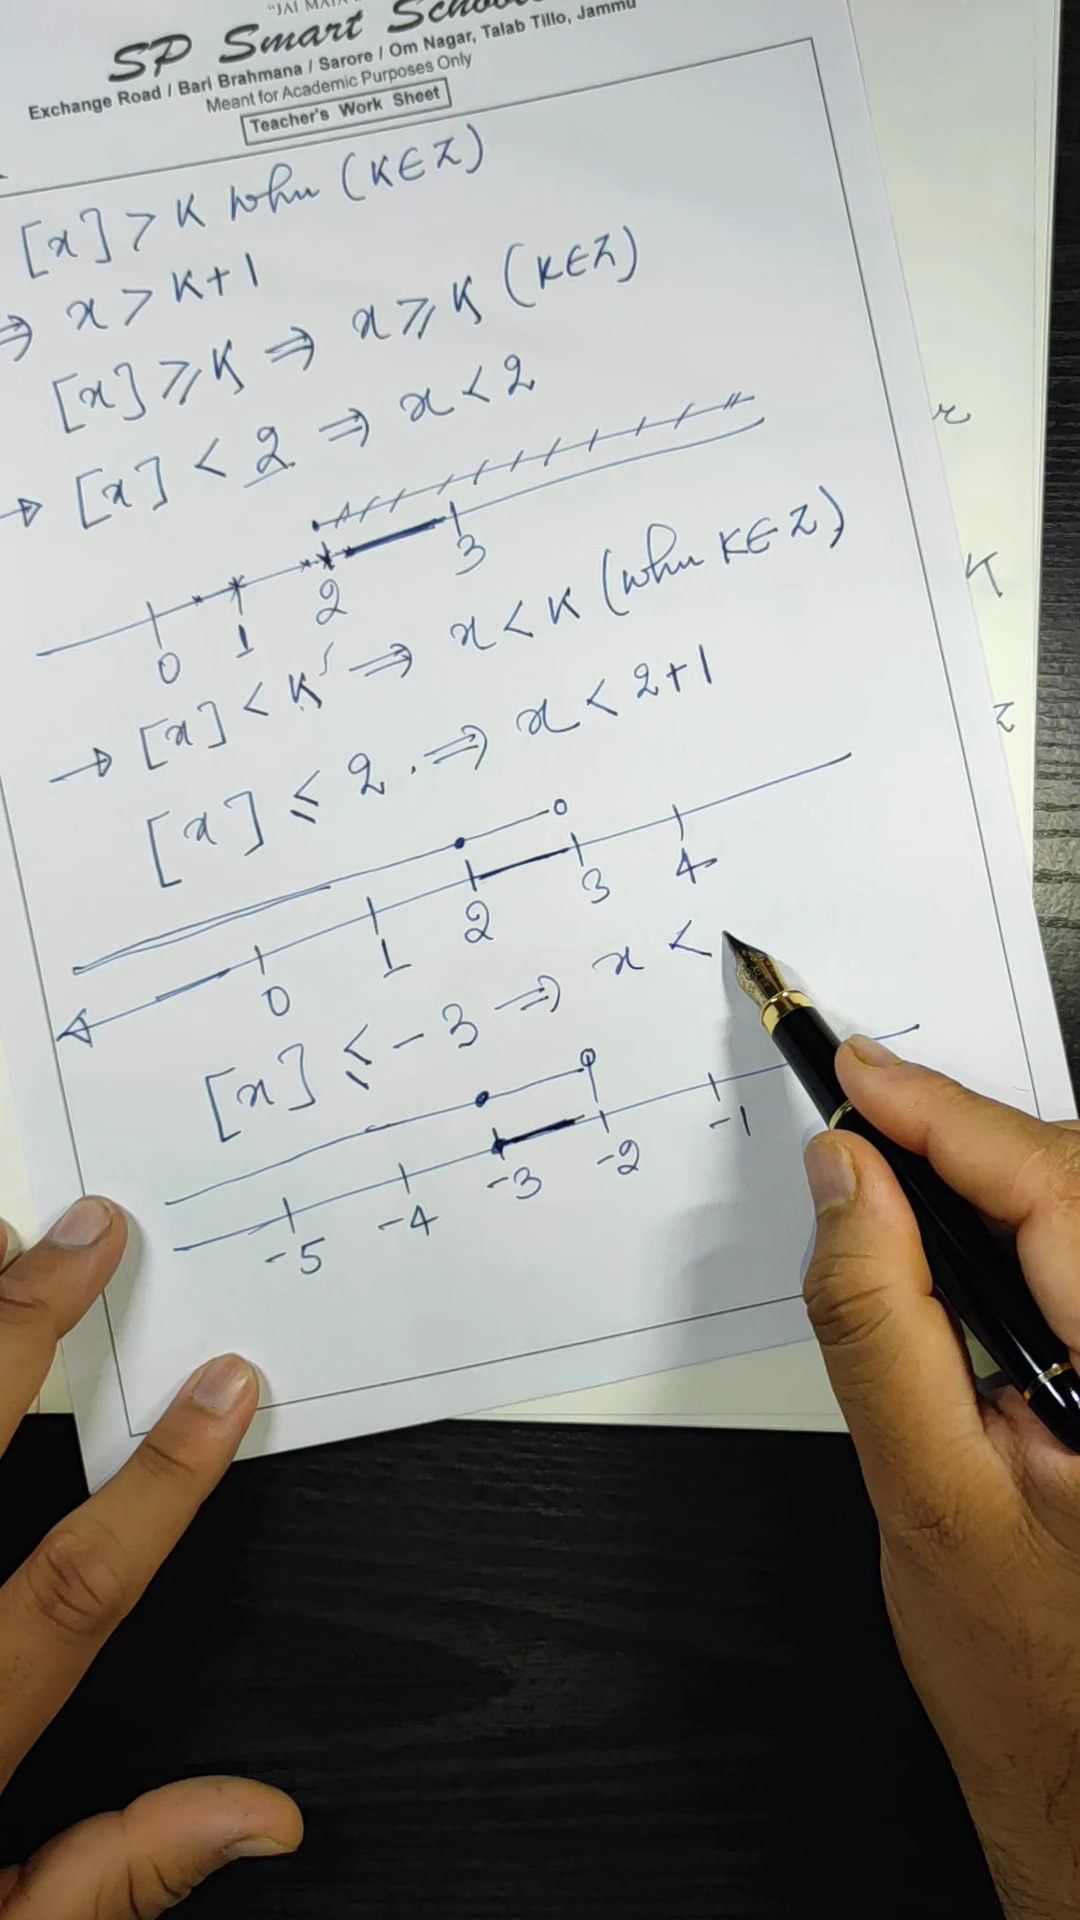 "JAI MATA
SP Smart School
Exchange Road / Bari Brahmana / Sarore / Om Nagar, Talab Tillo, Jammu
Meant for Academic Purposes Only
Teacher's Work Sheet
[x] > K when (K∈Z)
⇒ x > K+1
[x] ≥ K ⇒ x ≥ K (K∈Z)
→ [x] < 2 ⇒ x < 2
0 1 2 3
→ [x] < K ⇒ x < K (when K∈Z)
[x] ≤ 2 . ⇒ x < 2+1
0 1 2 3 4
[x] ≤ -3 ⇒ x <
-5 -4 -3 -2 -1
r
K
z